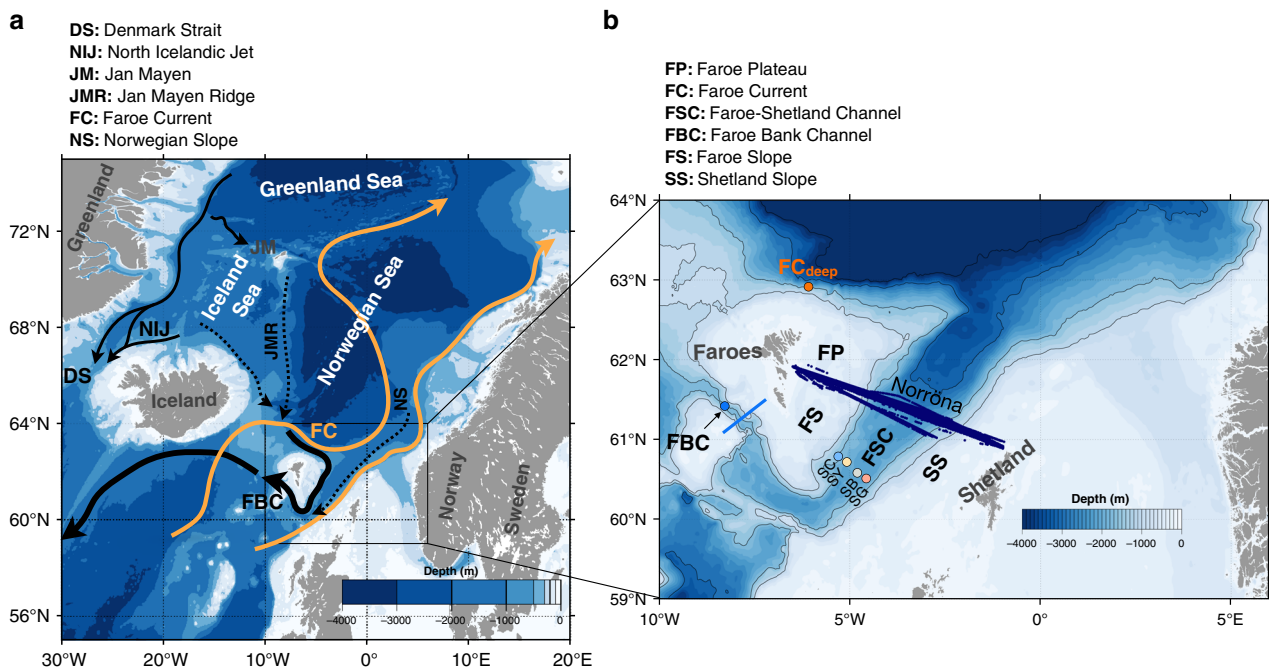 a
DS: Denmark Strait
NIJ: North Icelandic Jet
JM: Jan Mayen
JMR: Jan Mayen Ridge
FC: Faroe Current
NS: Norwegian Slope
Greenland
Greenland Sea
72°N
JM
Iceland
Sea
Norwegian Sea
JMR
68°N
NIJ
DS
Iceland
NS
64°N
FC
FBC
Norway
Sweden
60°N
Depth (m)
−4000
−3000
−2000
−1000
0
56°N
30°W
20°W
10°W
0°
10°E
20°E
b
FP: Faroe Plateau
FC: Faroe Current
FSC: Faroe-Shetland Channel
FBC: Faroe Bank Channel
FS: Faroe Slope
SS: Shetland Slope
64°N
63°N
FCdeep
62°N
Faroes
FP
Norröna
FS
61°N
FBC
FSC
SS
Shetland
SC
SY
SB
SG
60°N
Depth (m)
−4000
−3000
−2000
−1000
0
59°N
10°W
5°W
0°
5°E